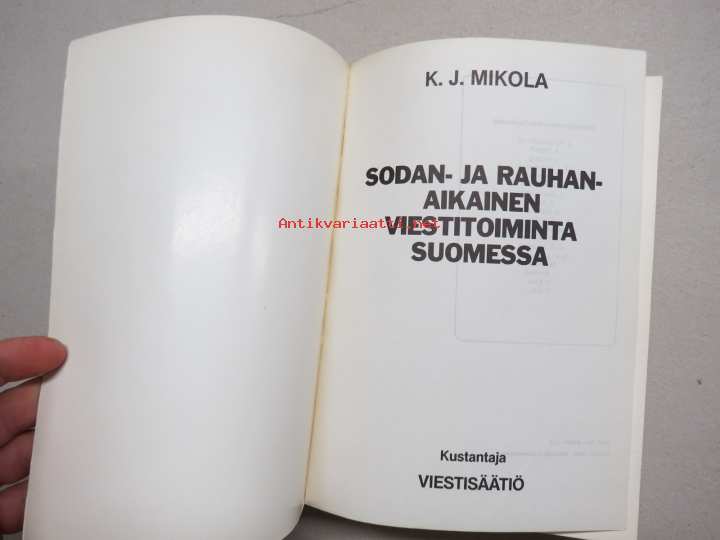 K. J. MIKOLA
SODAN- JA RAUHAN-
AIKAINEN
Antikvariaatti.net
VIESTITOIMINTA
SUOMESSA
Kustantaja
VIESTISÄÄTIÖ